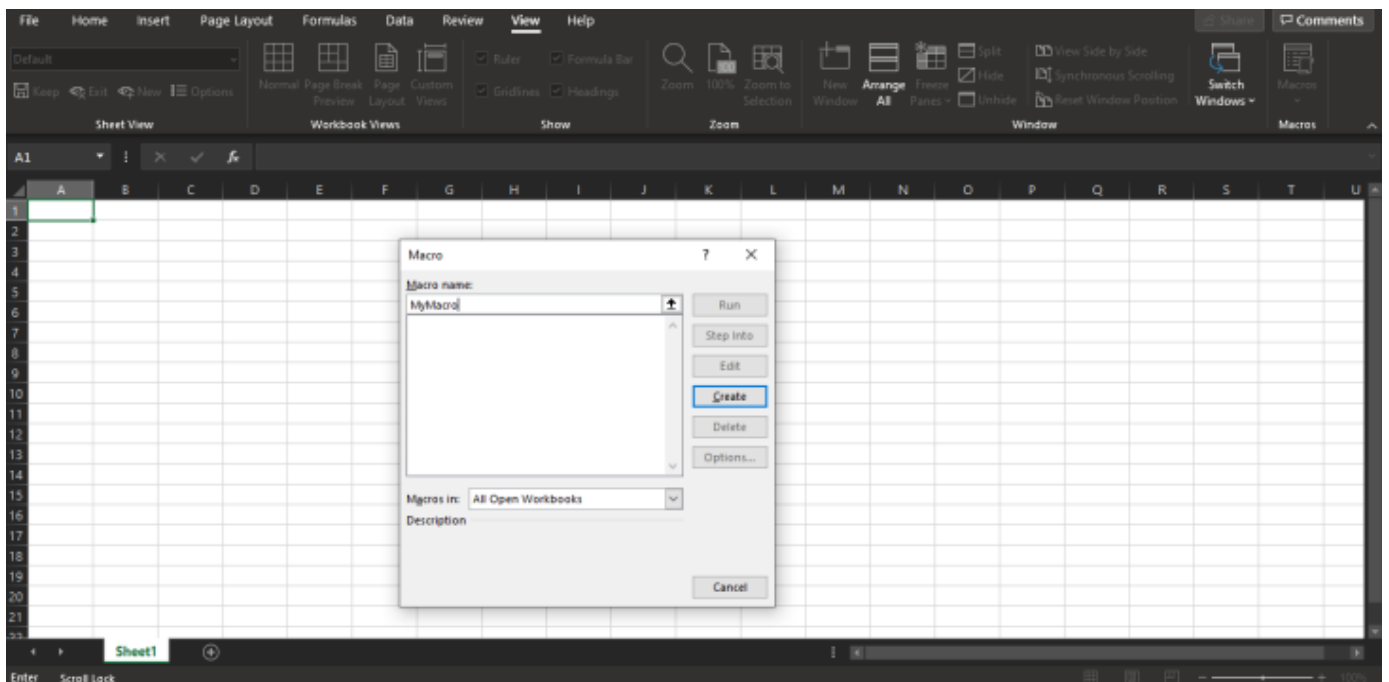 File Home Insert Page Layout Formulas Data Review View Help Share Comments
Default
Keep Exit New Options
Normal Page Break Preview Page Layout Custom Views
Ruler Formula Bar
Gridlines Headings
Zoom 100% Zoom to Selection
New Window Arrange All Freeze Panes
Split
Hide
Unhide
View Side by Side
Synchronous Scrolling
Reset Window Position
Switch Windows
Macros
Sheet View Workbook Views Show Zoom Window Macros
A1 fx
A B C D E F G H I J K L M N O P Q R S T U
1
2
3
4
5
6
7
8
9
10
11
12
13
14
15
16
17
18
19
20
21
22
Macro ?
Macro name:
MyMacro
Run
Step Into
Edit
Create
Delete
Options...
Macros in: All Open Workbooks
Description
Cancel
Sheet1
Enter Scroll Lock 100%